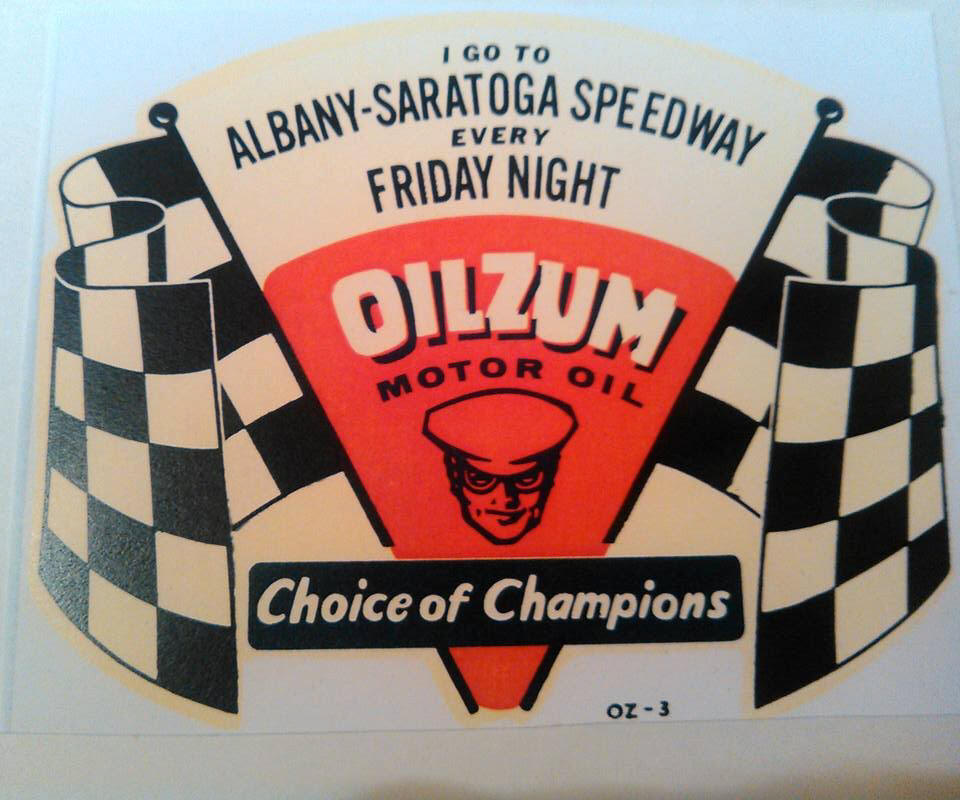 I GO TO
ALBANY-SARATOGA SPEEDWAY
EVERY
FRIDAY NIGHT
OILZUM
MOTOR OIL
Choice of Champions
OZ-3